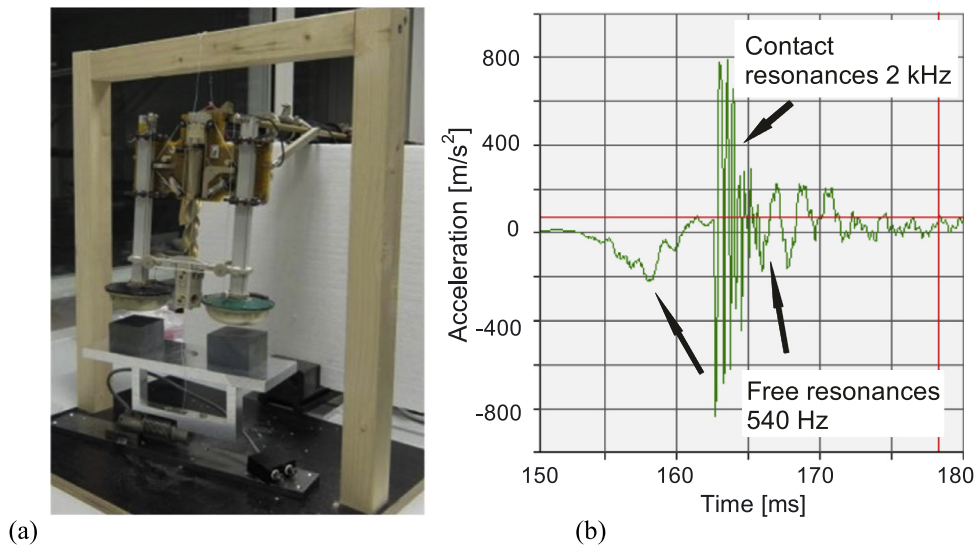 800
400
0
-400
-800
Acceleration [m/s²]
Contact
resonances 2 kHz
Free resonances
540 Hz
150
160
170
180
Time [ms]
(a)
(b)